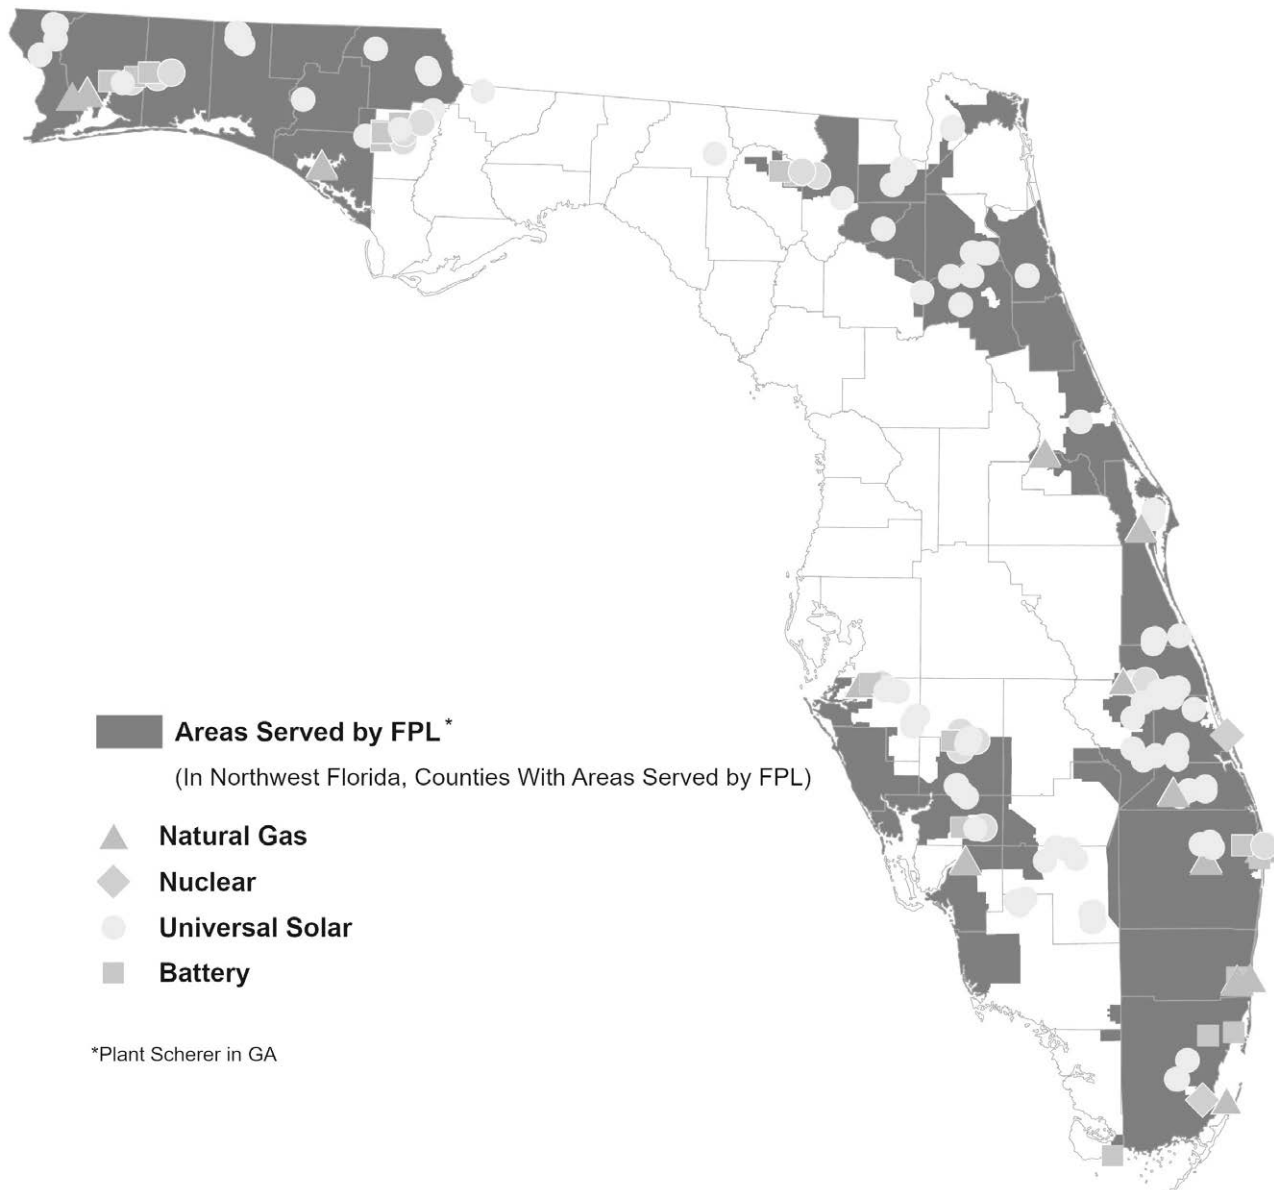 Areas Served by FPL*
(In Northwest Florida, Counties With Areas Served by FPL)
Natural Gas
Nuclear
Universal Solar
Battery
*Plant Scherer in GA